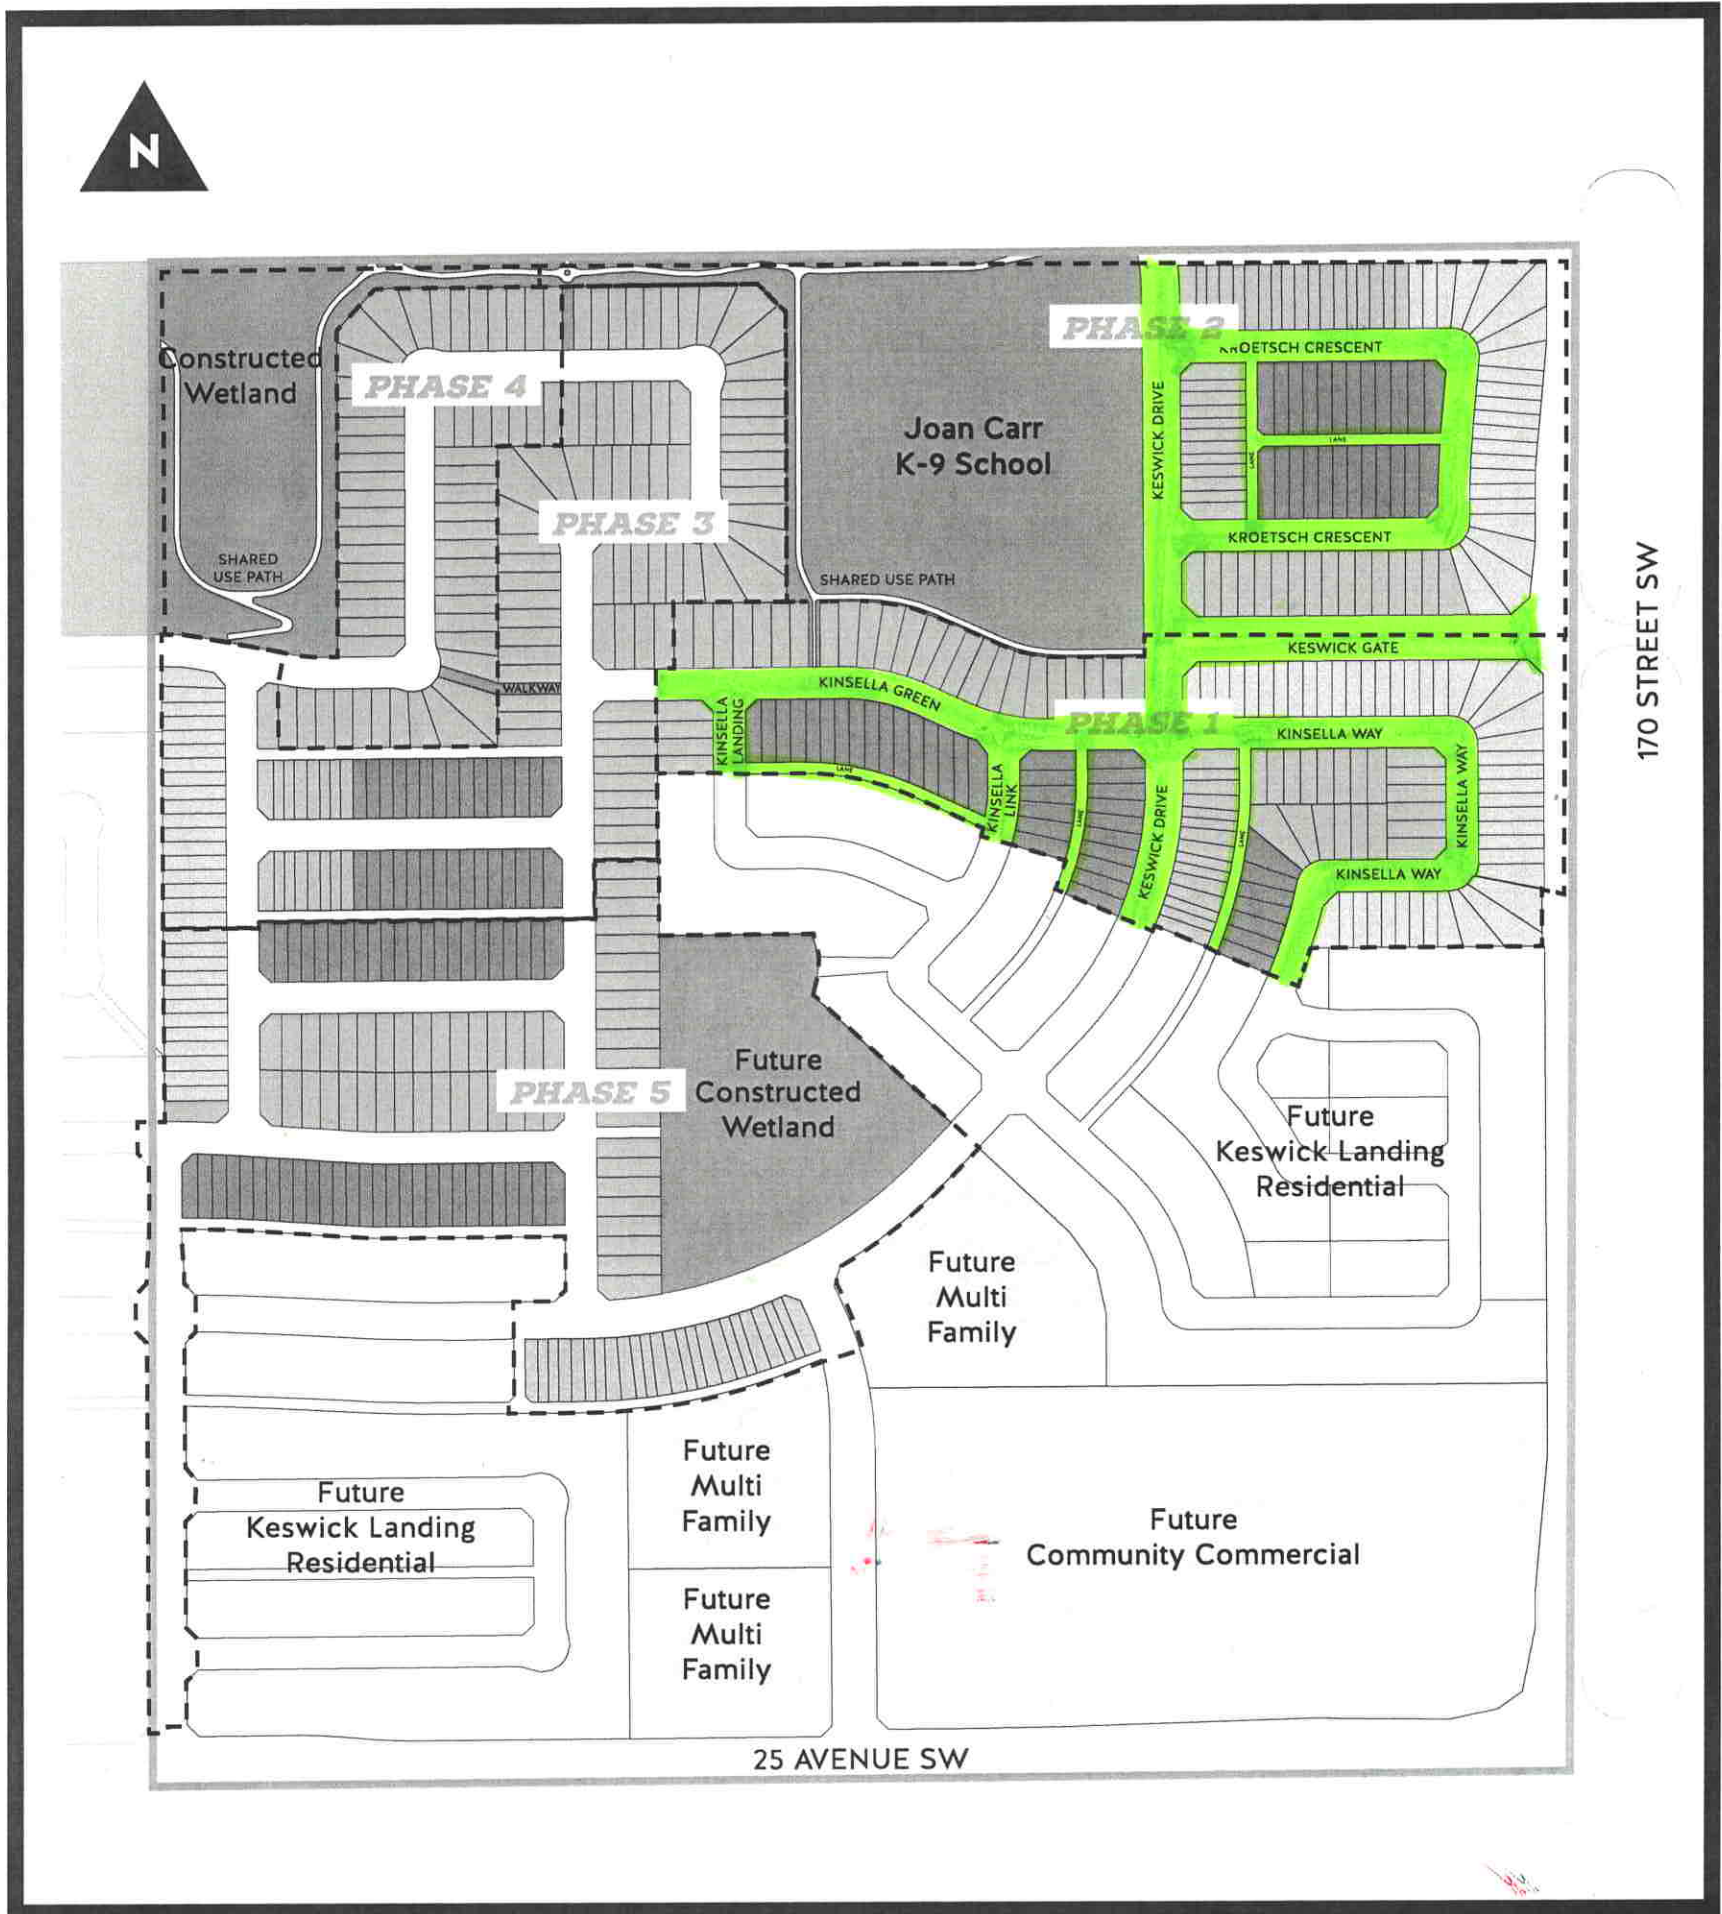 N
Constructed
Wetland
PHASE 4
PHASE 2
KROETSCH CRESCENT
KESWICK DRIVE
LANE
LANE
Joan Carr
K-9 School
PHASE 3
KROETSCH CRESCENT
SHARED
USE PATH
SHARED USE PATH
170 STREET SW
KESWICK GATE
WALKWAY
KINSELLA GREEN
KINSELLA
LANDING
PHASE 1
KINSELLA WAY
KINSELLA WAY
LANE
KINSELLA
LINK
LANE
KESWICK DRIVE
LANE
KINSELLA WAY
PHASE 5
Future
Constructed
Wetland
Future
Keswick Landing
Residential
Future
Multi
Family
Future
Multi
Family
Future
Keswick Landing
Residential
Future
Community Commercial
Future
Multi
Family
25 AVENUE SW